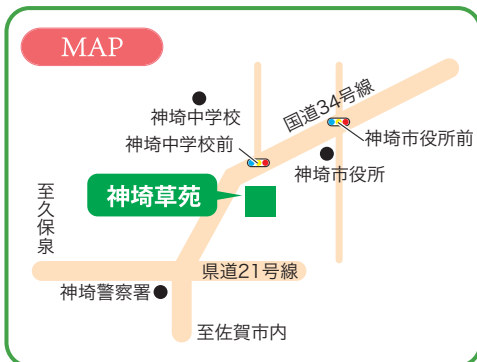 MAP
国道34号線
神埼中学校
神埼中学校前
神埼市役所前
神埼市役所
神埼草苑
至久保泉
県道21号線
神埼警察署
至佐賀市内